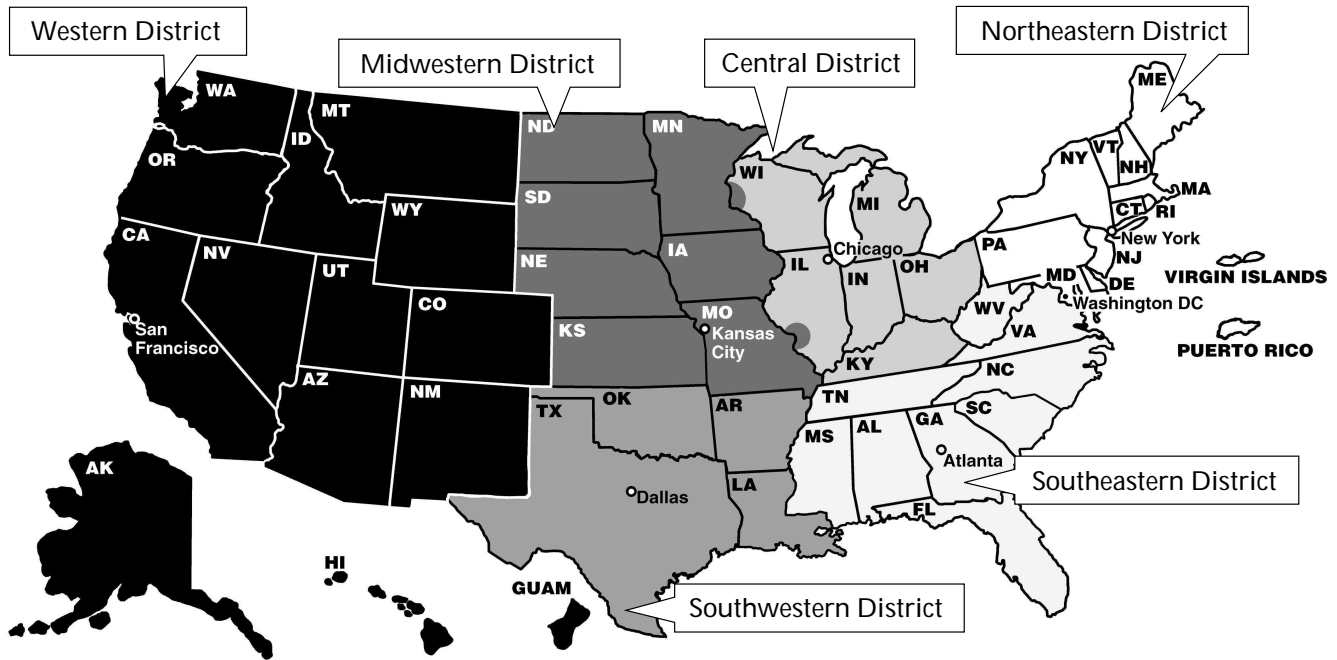 Western District
Midwestern District
Central District
Northeastern District
WA
MT
ND
MN
ME
ID
OR
VT
NY
NH
WI
SD
MI
MA
WY
CT
RI
CA
NV
IA
Chicago
PA
New York
NE
IL
OH
NJ
UT
IN
MD
DE
VIRGIN ISLANDS
CO
WV
Washington DC
MO
KS
Kansas
City
VA
San
Francisco
PUERTO RICO
KY
NC
AZ
NM
OK
TN
TX
AR
SC
GA
MS
AL
Atlanta
AK
Southeastern District
LA
Dallas
FL
HI
GUAM
Southwestern District